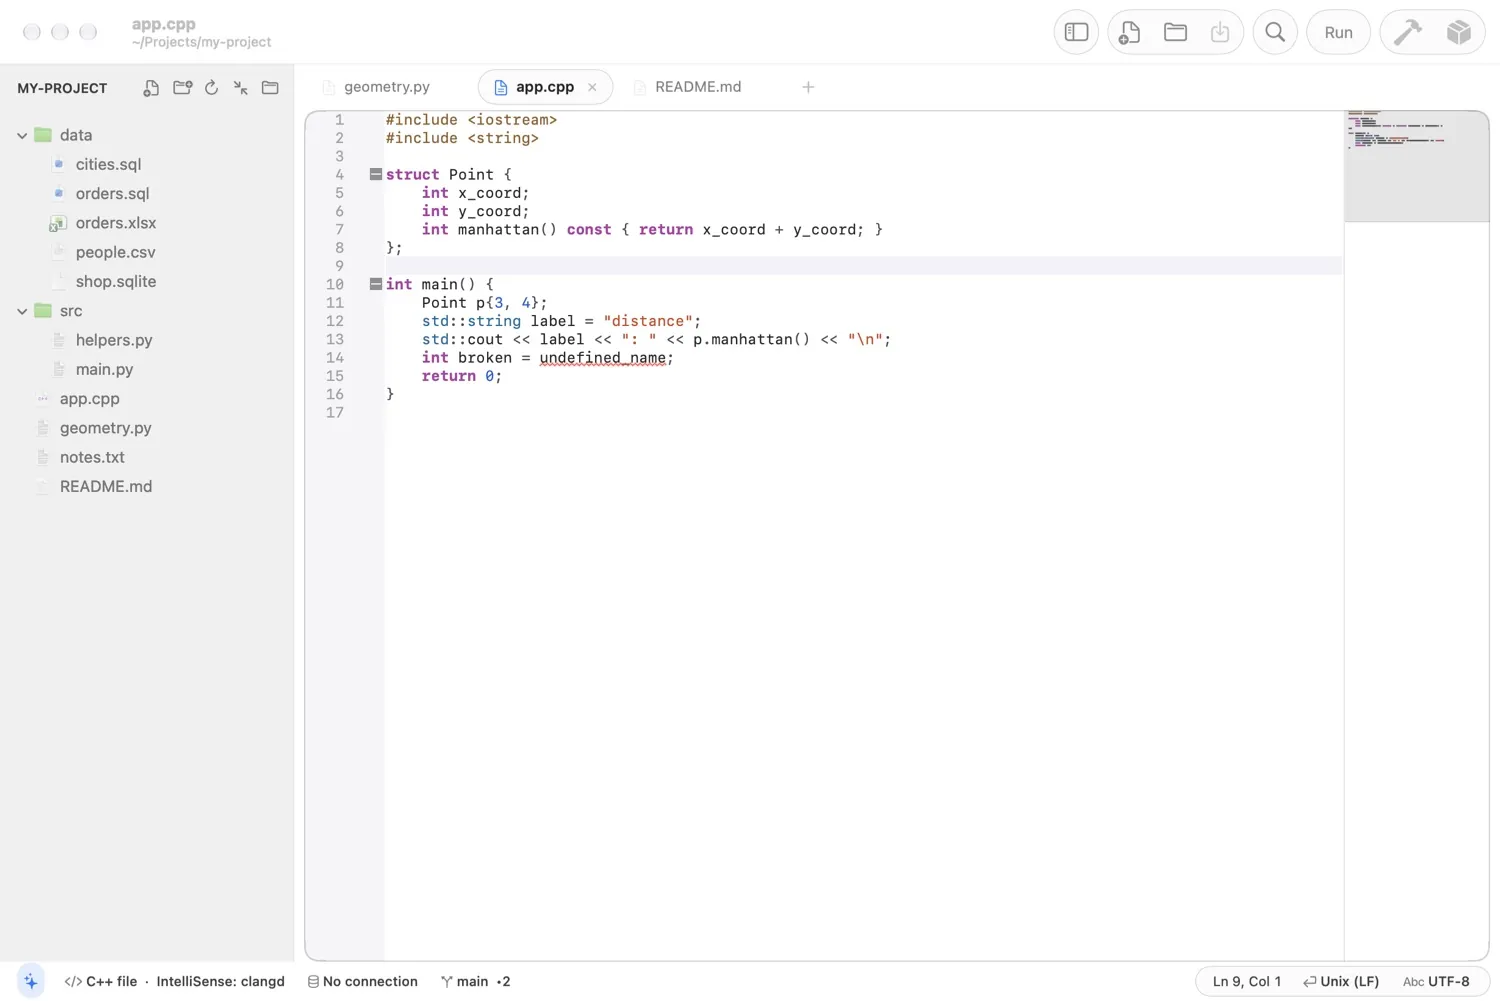 app.cpp
~/Projects/my-project
Run
MY-PROJECT
geometry.py
app.cpp
README.md
data
cities.sql
orders.sql
orders.xlsx
people.csv
shop.sqlite
src
helpers.py
main.py
app.cpp
geometry.py
notes.txt
README.md
1 #include <iostream>
2 #include <string>
3
4 struct Point {
5     int x_coord;
6     int y_coord;
7     int manhattan() const { return x_coord + y_coord; }
8 };
9
10 int main() {
11     Point p{3, 4};
12     std::string label = "distance";
13     std::cout << label << ": " << p.manhattan() << "\n";
14     int broken = undefined_name;
15     return 0;
16 }
17
</> C++ file · IntelliSense: clangd
No connection
main •2
Ln 9, Col 1
Unix (LF)
Abc UTF-8